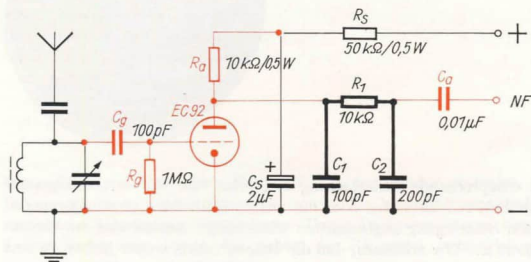 R_s
50 kΩ/0,5 W
+
R_a
10 kΩ/0,5 W
R_1
10 kΩ
C_a
0,01 µF
NF
EC 92
C_g
100 pF
R_g
1 MΩ
+
C_s
2 µF
C_1
100 pF
C_2
200 pF
−